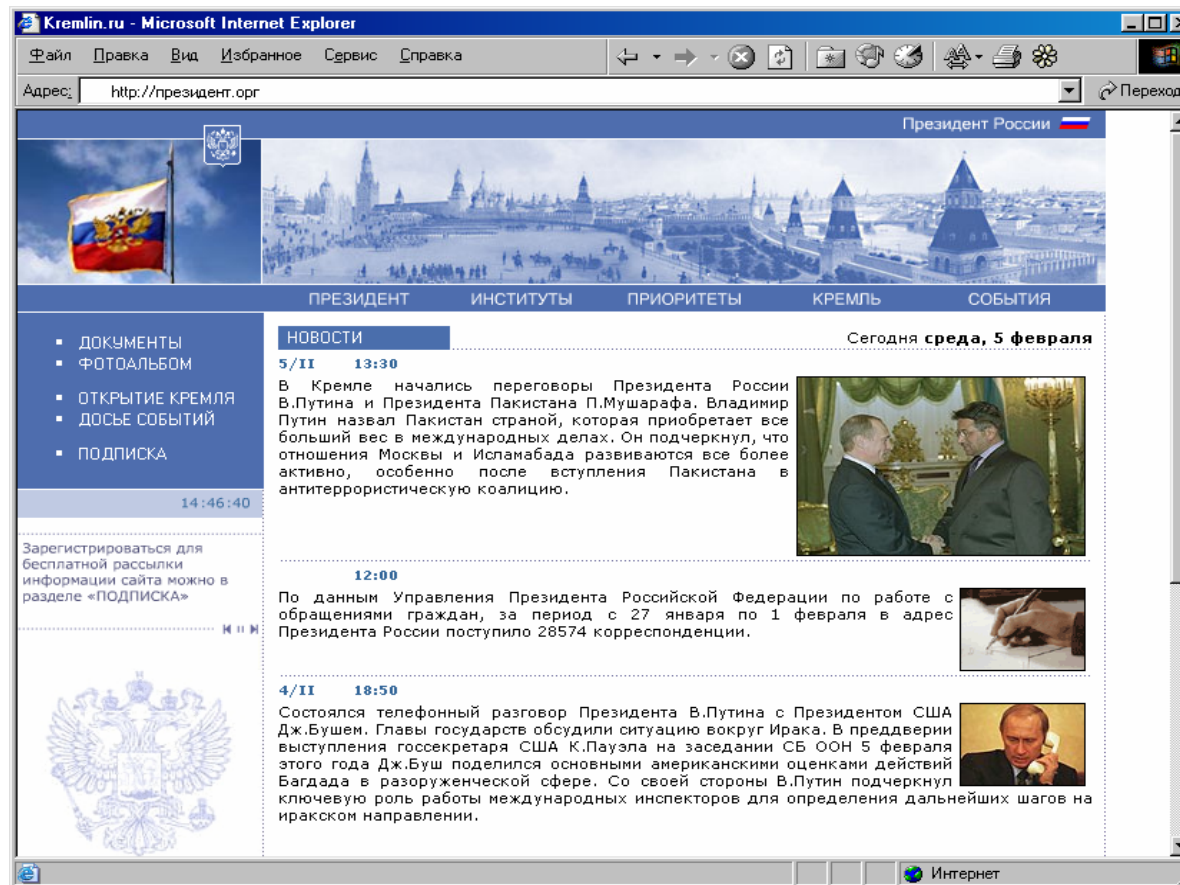 Kremlin.ru - Microsoft Internet Explorer
Файл Правка Вид Избранное Сервис Справка
Адрес: http://президент.орг Переход
Президент России
ПРЕЗИДЕНТ ИНСТИТУТЫ ПРИОРИТЕТЫ КРЕМЛЬ СОБЫТИЯ
ДОКУМЕНТЫ
ФОТОАЛЬБОМ
ОТКРЫТИЕ КРЕМЛЯ
ДОСЬЕ СОБЫТИЙ
ПОДПИСКА
14:46:40
Зарегистрироваться для
бесплатной рассылки
информации сайта можно в
разделе «ПОДПИСКА»
НОВОСТИ
Сегодня среда, 5 февраля
5/II 13:30
В Кремле начались переговоры Президента России
В.Путина и Президента Пакистана П.Мушарафа. Владимир
Путин назвал Пакистан страной, которая приобретает все
больший вес в международных делах. Он подчеркнул, что
отношения Москвы и Исламабада развиваются все более
активно, особенно после вступления Пакистана в
антитеррористическую коалицию.
12:00
По данным Управления Президента Российской Федерации по работе с
обращениями граждан, за период с 27 января по 1 февраля в адрес
Президента России поступило 28574 корреспонденции.
4/II 18:50
Состоялся телефонный разговор Президента В.Путина с Президентом США
Дж.Бушем. Главы государств обсудили ситуацию вокруг Ирака. В преддверии
выступления госсекретаря США К.Пауэла на заседании СБ ООН 5 февраля
этого года Дж.Буш поделился основными американскими оценками действий
Багдада в разоруженческой сфере. Со своей стороны В.Путин подчеркнул
ключевую роль работы международных инспекторов для определения дальнейших шагов на
иракском направлении.
Интернет